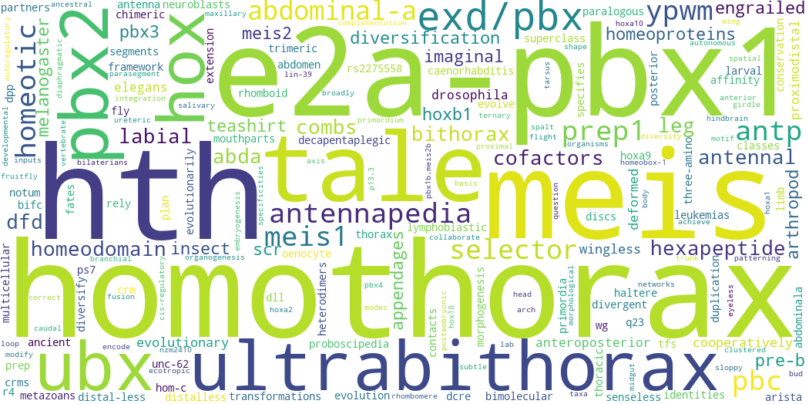 partners ancestral antenna neuroblasts maxillary abdominal-a exd/pbx paralogous hoxa10 wing ypwm engrailed
autoregulatory diaphragmatic parasegment chimeric complementation superclass shape autonomous
homeotic melanogaster pbx2 hox pbx3 meis2 diversification homeoproteins
segments trimeric imaginal tarsus conservation proximodistal
framework extension abdomen rs2275558 caenorhabditis species posterior larval
elegans lin-39 affinity
dpp integration salivary rhomboid broadly drosophila evolve anterior girdle
fly e2a-pbx1
developmental vertebrate ureteric primordium hoxb1 ternary hindbrain
teashirt combs bithorax prep1 leg motif antp
labial mouthparts decapentaplegic spalt diversity classes
inputs bilaterians abda axis proximal flight organisms
fruitfly evolutionarily embryogenesis specificities p13.3 pbx1b.meis2b basis cofactors hoxa9 homeobox-1 three-amino antennal
hth tale meis
notum plan question deformed body hoxa1 limb arthropod
bifc fates rely antennapedia discs leukemias achieve
dfd lymphoblastic
meis1 thorax collaborate
multicellular homeodomain insect scr oenocyte selector wingless hexapeptide
branchial organogenesis trunk patterning
ps7 pbx4 appendages contacts primordia morphological networks duplication eyeless
homothorax
diversify crm cis-regulatory heterodimers modes postembryonic hox10 morphogenesis head haltere
correct fusion dll hoxa2 arch divergent q23 abdominala
caudal proboscipedia wg
loop ancient evolutionary anteroposterior tfs cooperatively
modify encode lab thoracic clustered pre-b
prep unc-62 nzm2410 subtle midgut sloppy
crms hom-c ecotropic pbc bud
ubx ultrabithorax
r4 metazoans distal-less distalless transformations evolution rhombomere dcre bimolecular taxa senseless identities arista